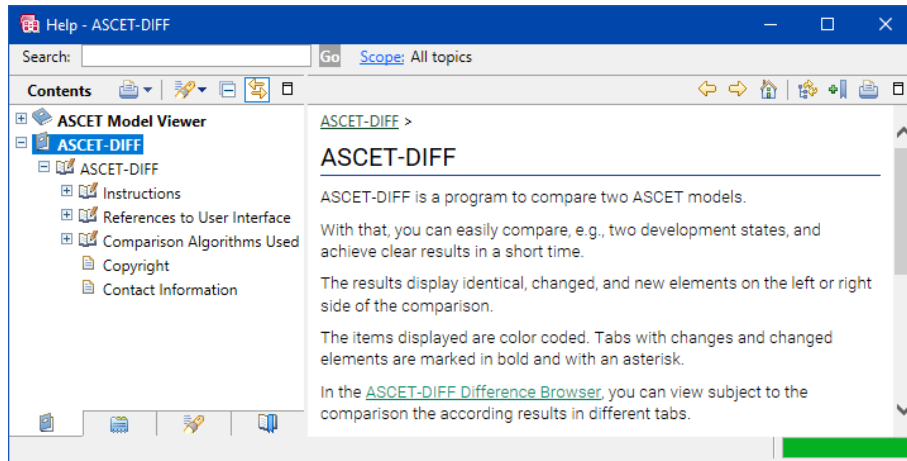 Help - ASCET-DIFF
Search:
Go
Scope: All topics
Contents
ASCET Model Viewer
ASCET-DIFF
ASCET-DIFF
Instructions
References to User Interface
Comparison Algorithms Used
Copyright
Contact Information
ASCET-DIFF >
ASCET-DIFF
ASCET-DIFF is a program to compare two ASCET models.
With that, you can easily compare, e.g., two development states, and
achieve clear results in a short time.
The results display identical, changed, and new elements on the left or right
side of the comparison.
The items displayed are color coded. Tabs with changes and changed
elements are marked in bold and with an asterisk.
In the ASCET-DIFF Difference Browser, you can view subject to the
comparison the according results in different tabs.